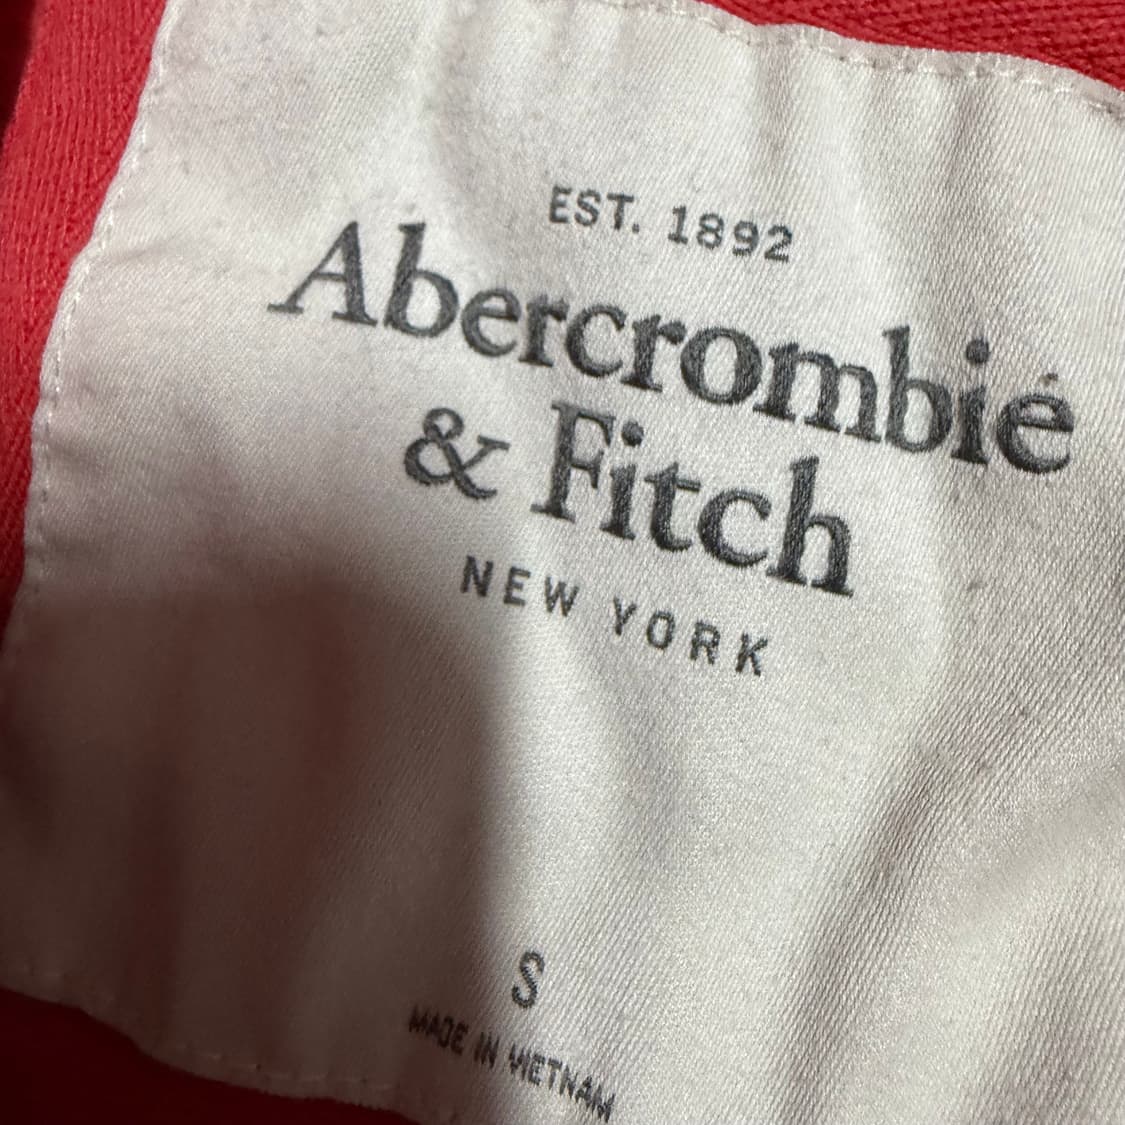 EST. 1892
Abercrombie
& Fitch
NEW YORK
S
MADE IN VIETNAM